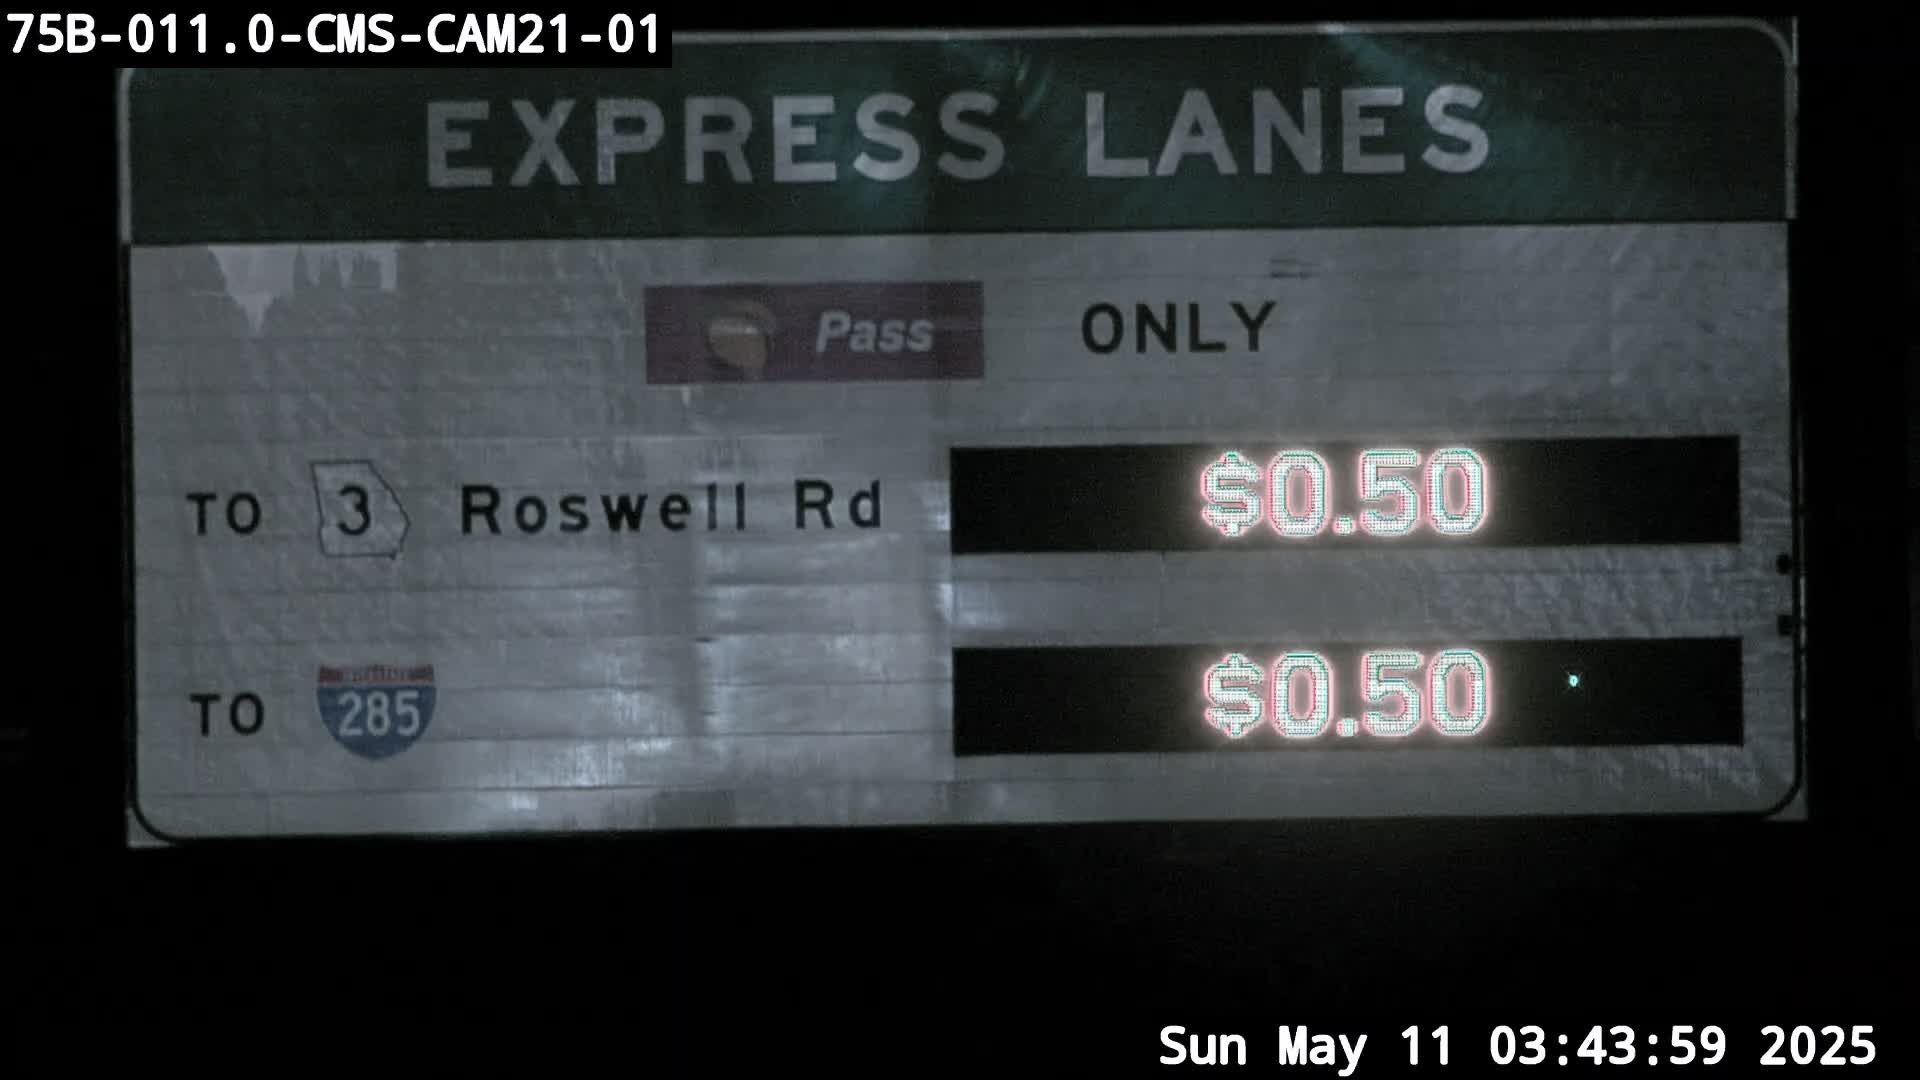 75B-011.0-CMS-CAM21-01
EXPRESS LANES
Pass ONLY
TO 3 Roswell Rd $0.50
TO 285 $0.50
Sun May 11 03:43:59 2025